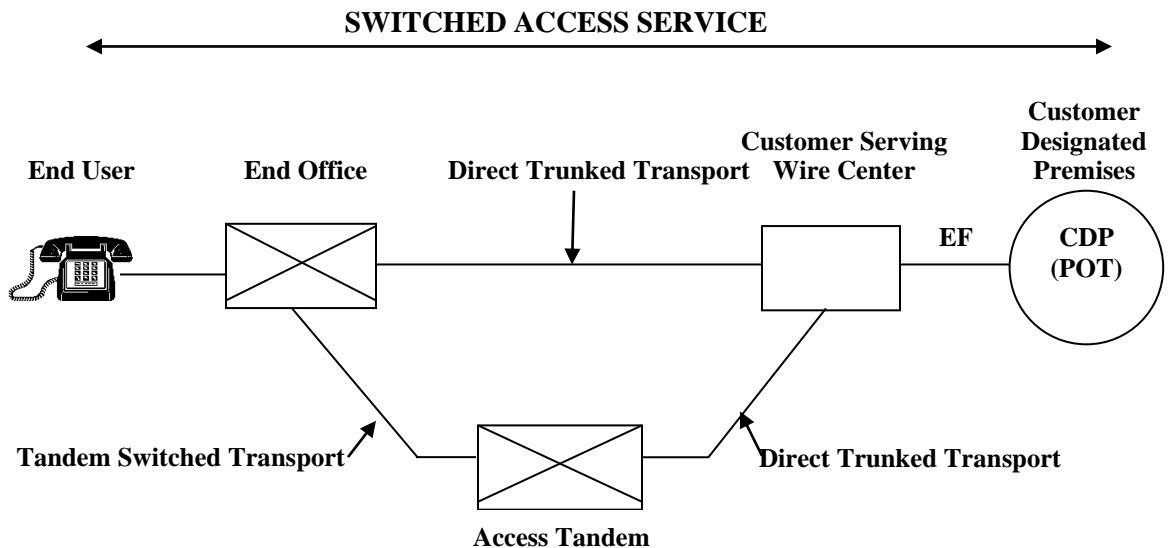 SWITCHED ACCESS SERVICE
Customer
Designated
Premises
Customer Serving
Wire Center
End User
End Office
Direct Trunked Transport
EF
CDP
(POT)
Tandem Switched Transport
Direct Trunked Transport
Access Tandem